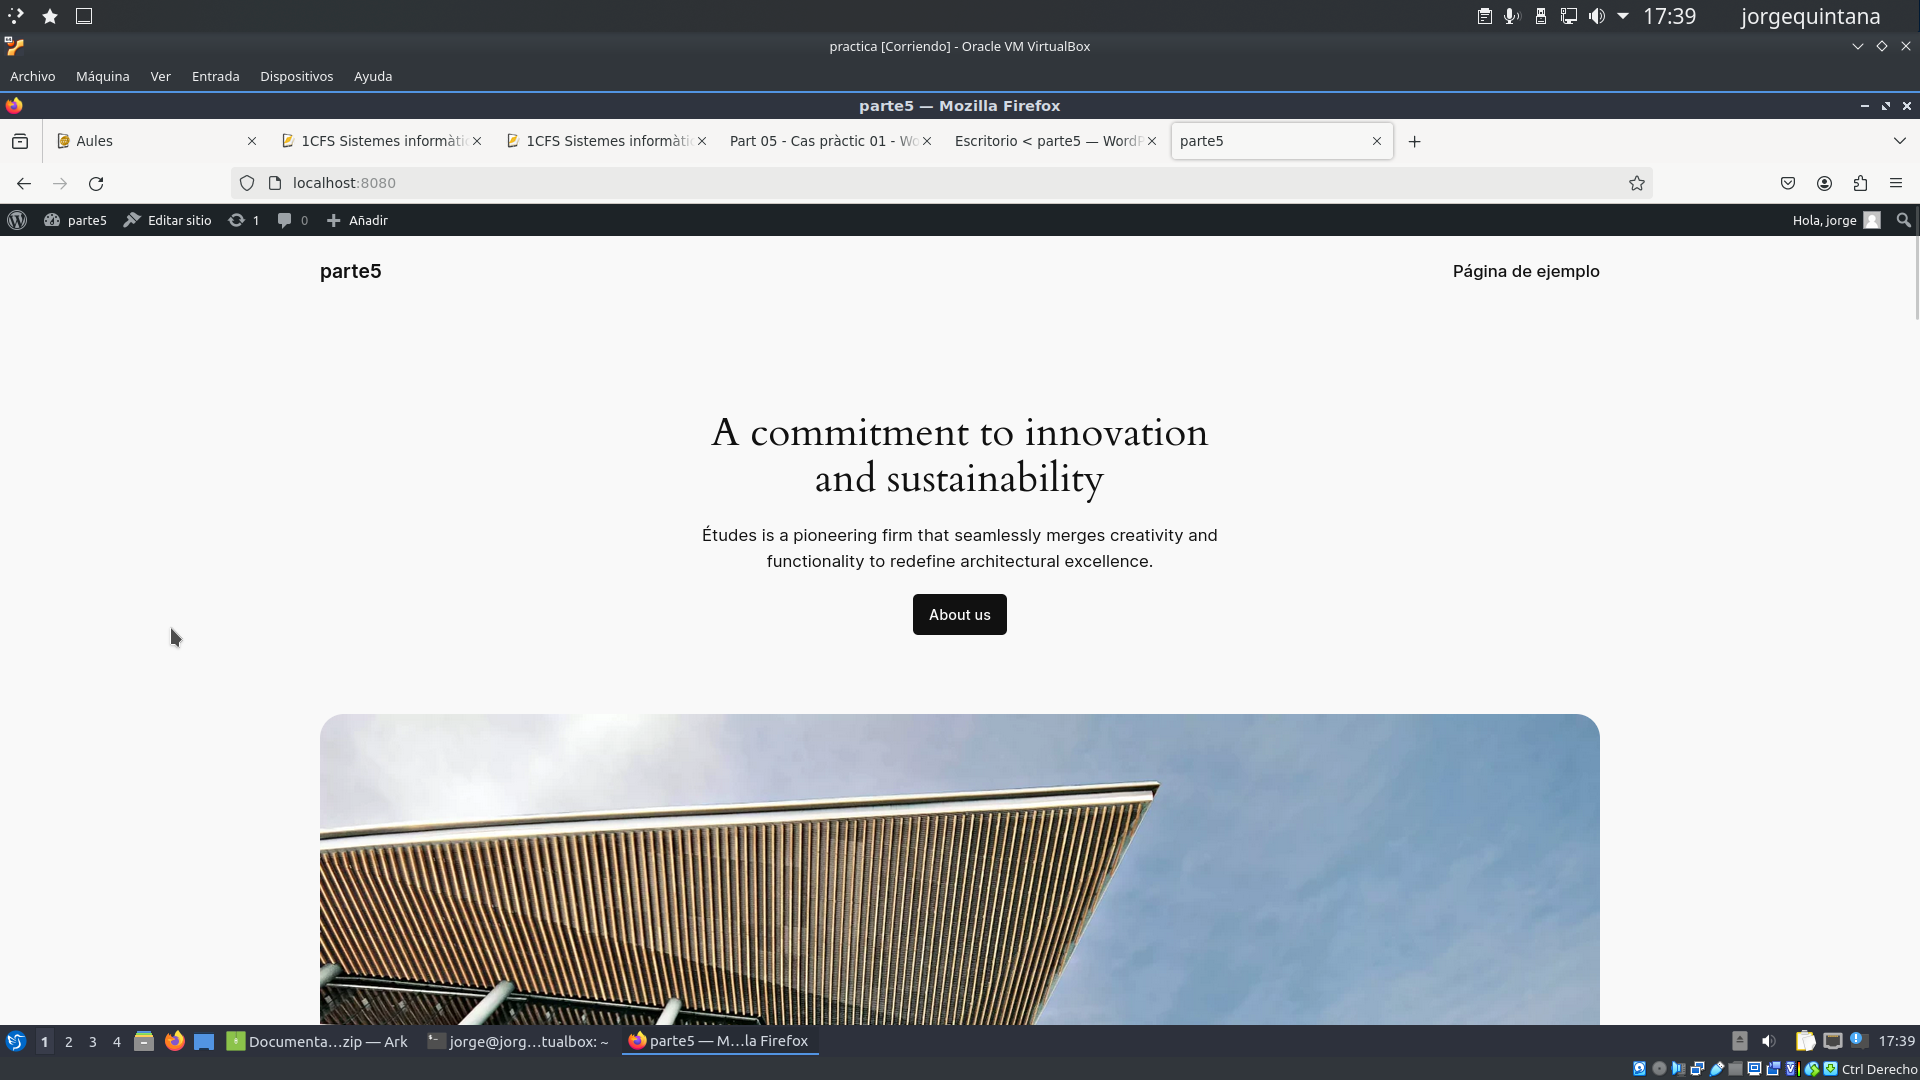 17:39
jorgequintana
practica [Corriendo] - Oracle VM VirtualBox
Archivo Máquina Ver Entrada Dispositivos Ayuda
parte5 — Mozilla Firefox
Aules
1CFS Sistemes informàtic
1CFS Sistemes informàtic
Part 05 - Cas pràctic 01 - Wo
Escritorio < parte5 — WordP
parte5
localhost:8080
parte5 Editar sitio 1 0 Añadir
Hola, jorge
parte5
Página de ejemplo
A commitment to innovation
and sustainability
Études is a pioneering firm that seamlessly merges creativity and
functionality to redefine architectural excellence.
About us
1 2 3 4 Documenta...zip — Ark jorge@jorg...tualbox: ~ parte5 — M...la Firefox 17:39
Ctrl Derecho